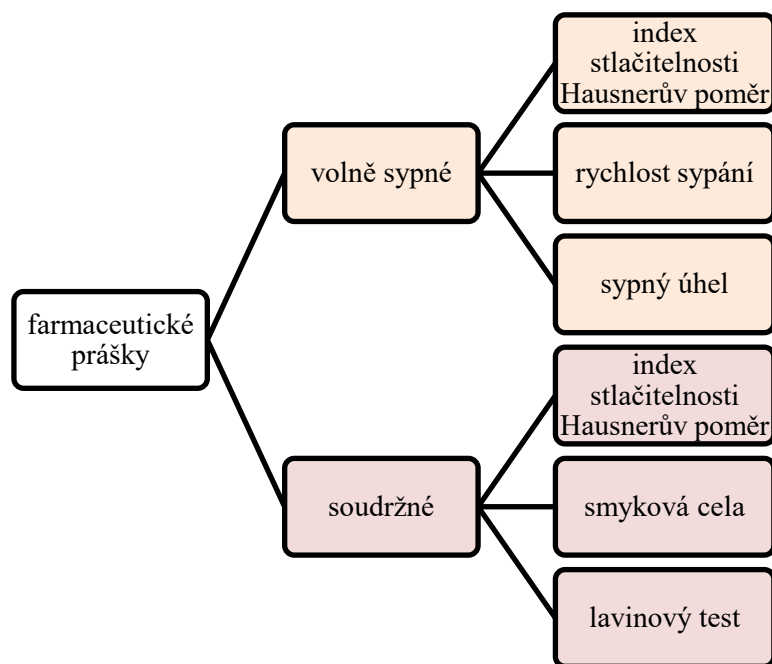 farmaceutické
prášky
volně sypné
index
stlačitelnosti
Hausnerův poměr
rychlost sypání
sypný úhel
soudržné
index
stlačitelnosti
Hausnerův poměr
smyková cela
lavinový test